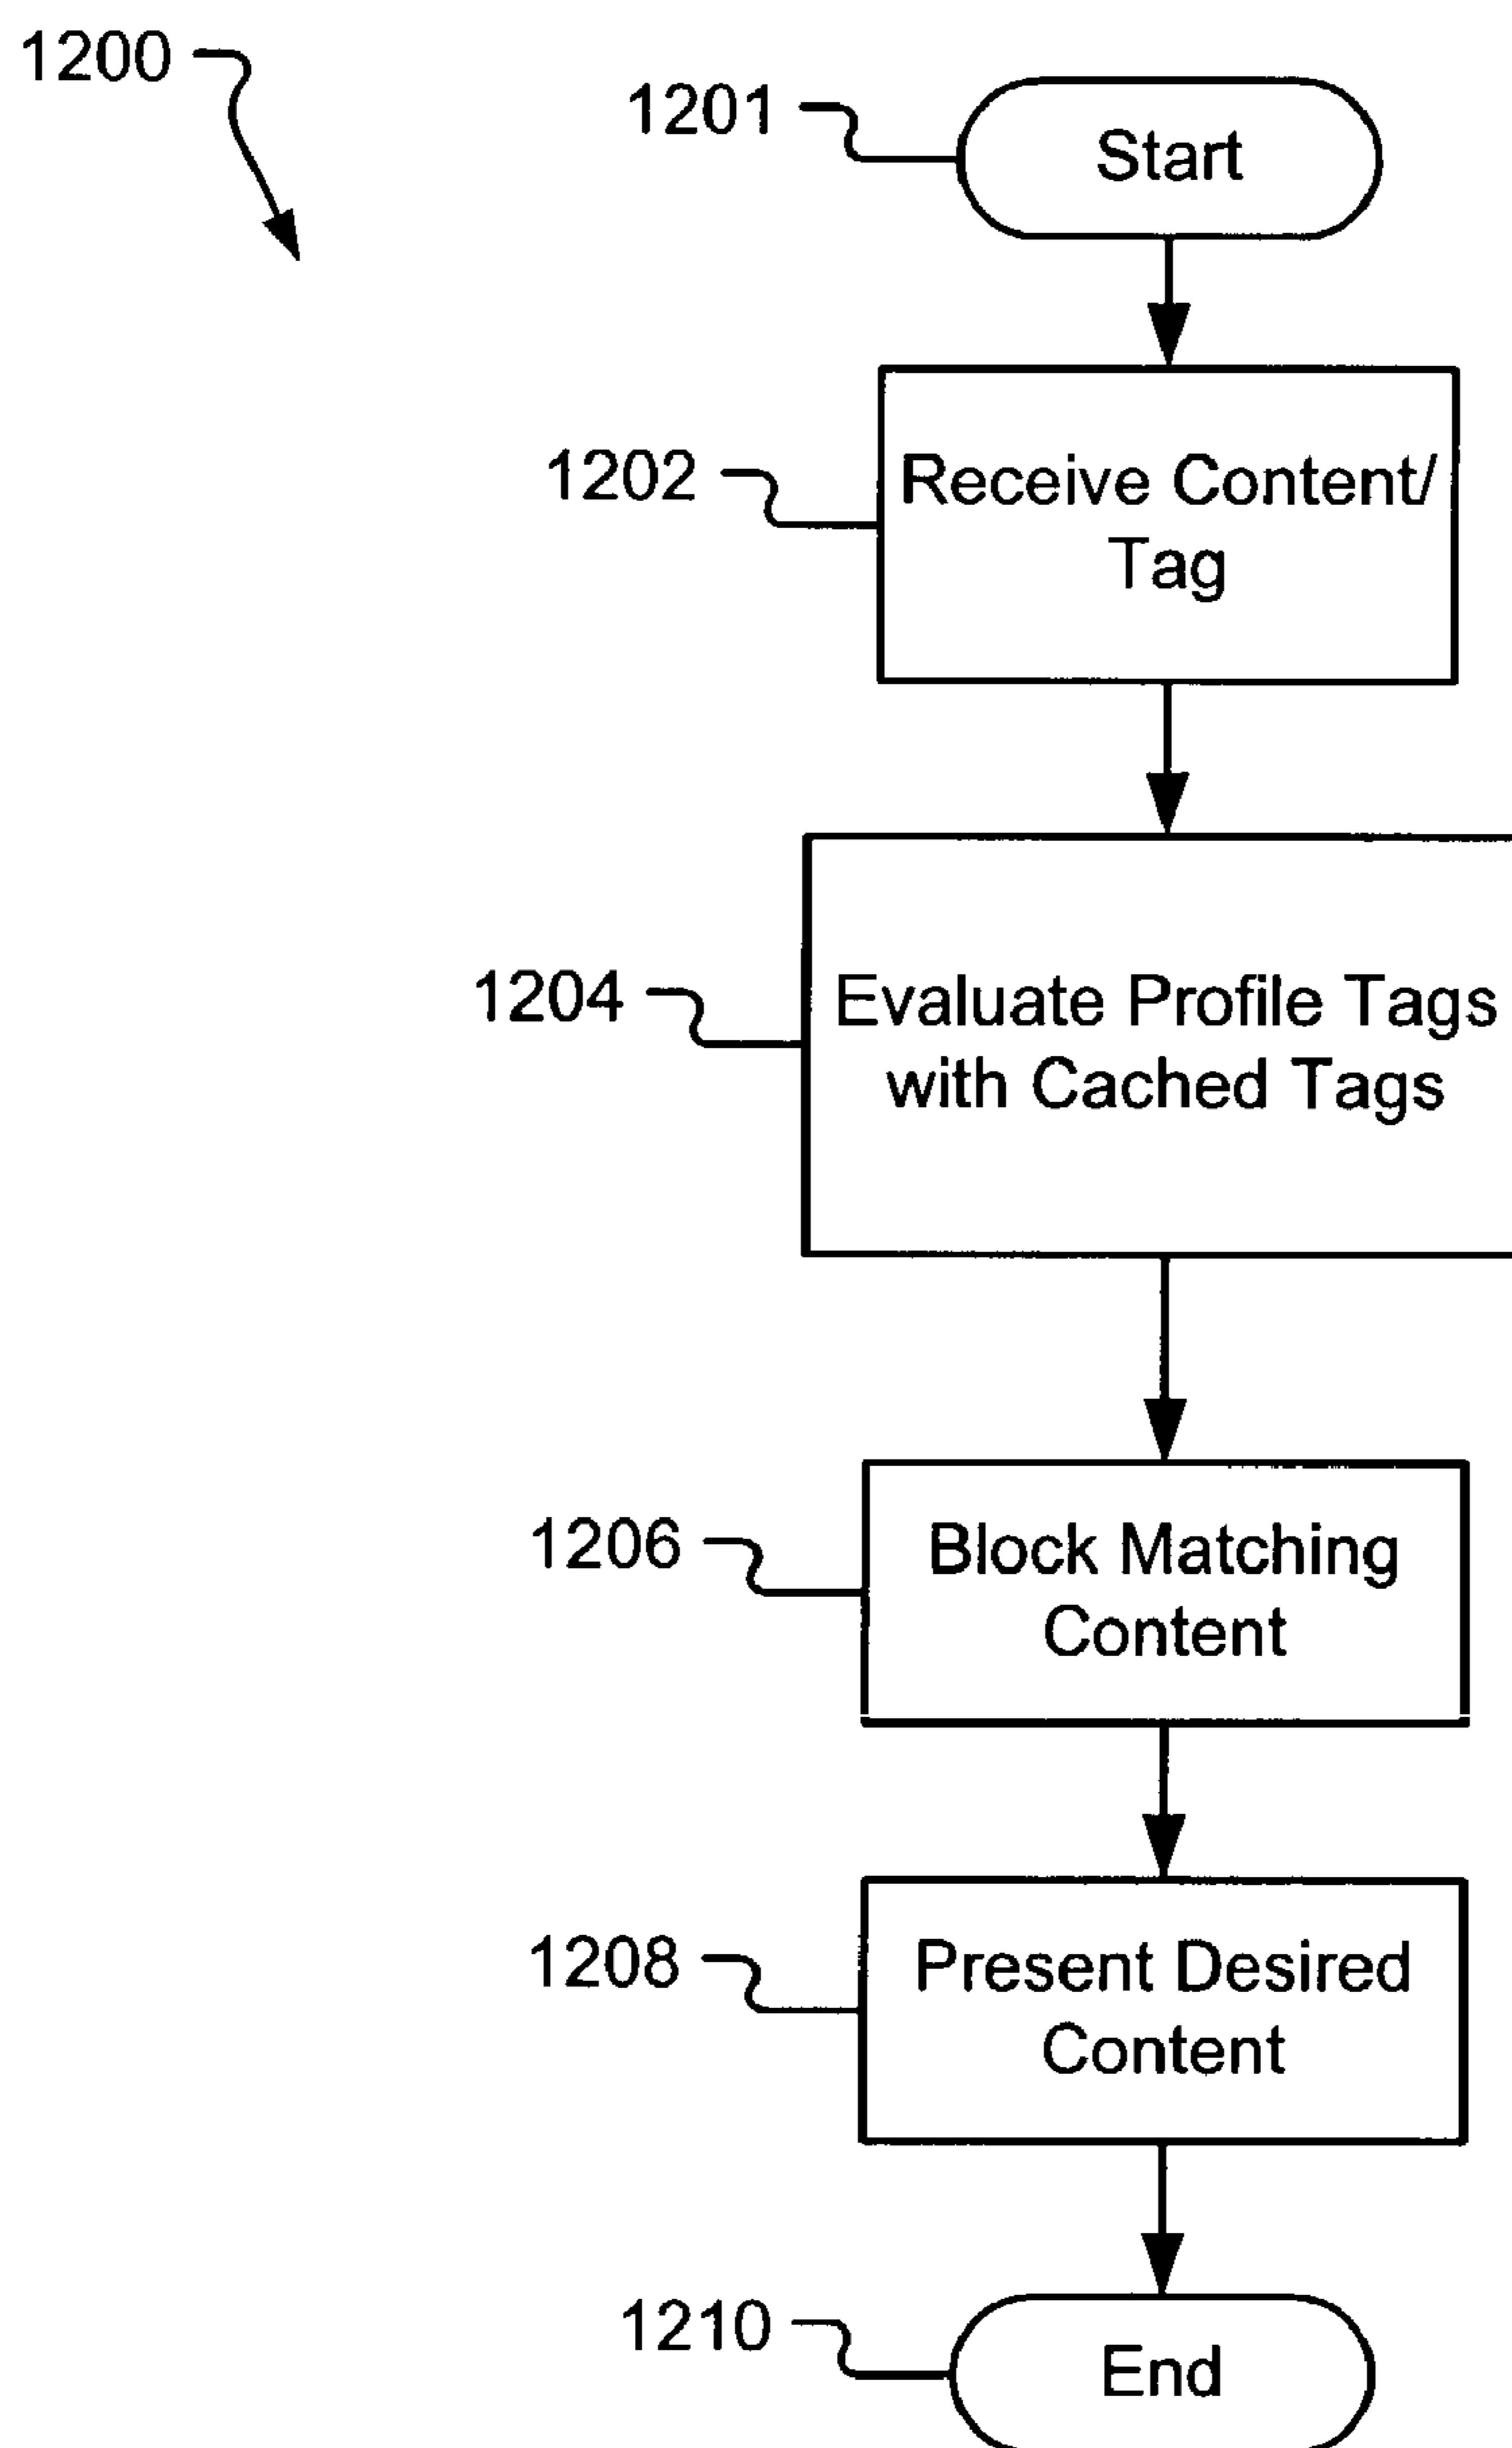 1200
1201
Start
1202
Receive Content/
Tag
1204
Evaluate Profile Tags
with Cached Tags
1206
Block Matching
Content
1208
Present Desired
Content
1210
End